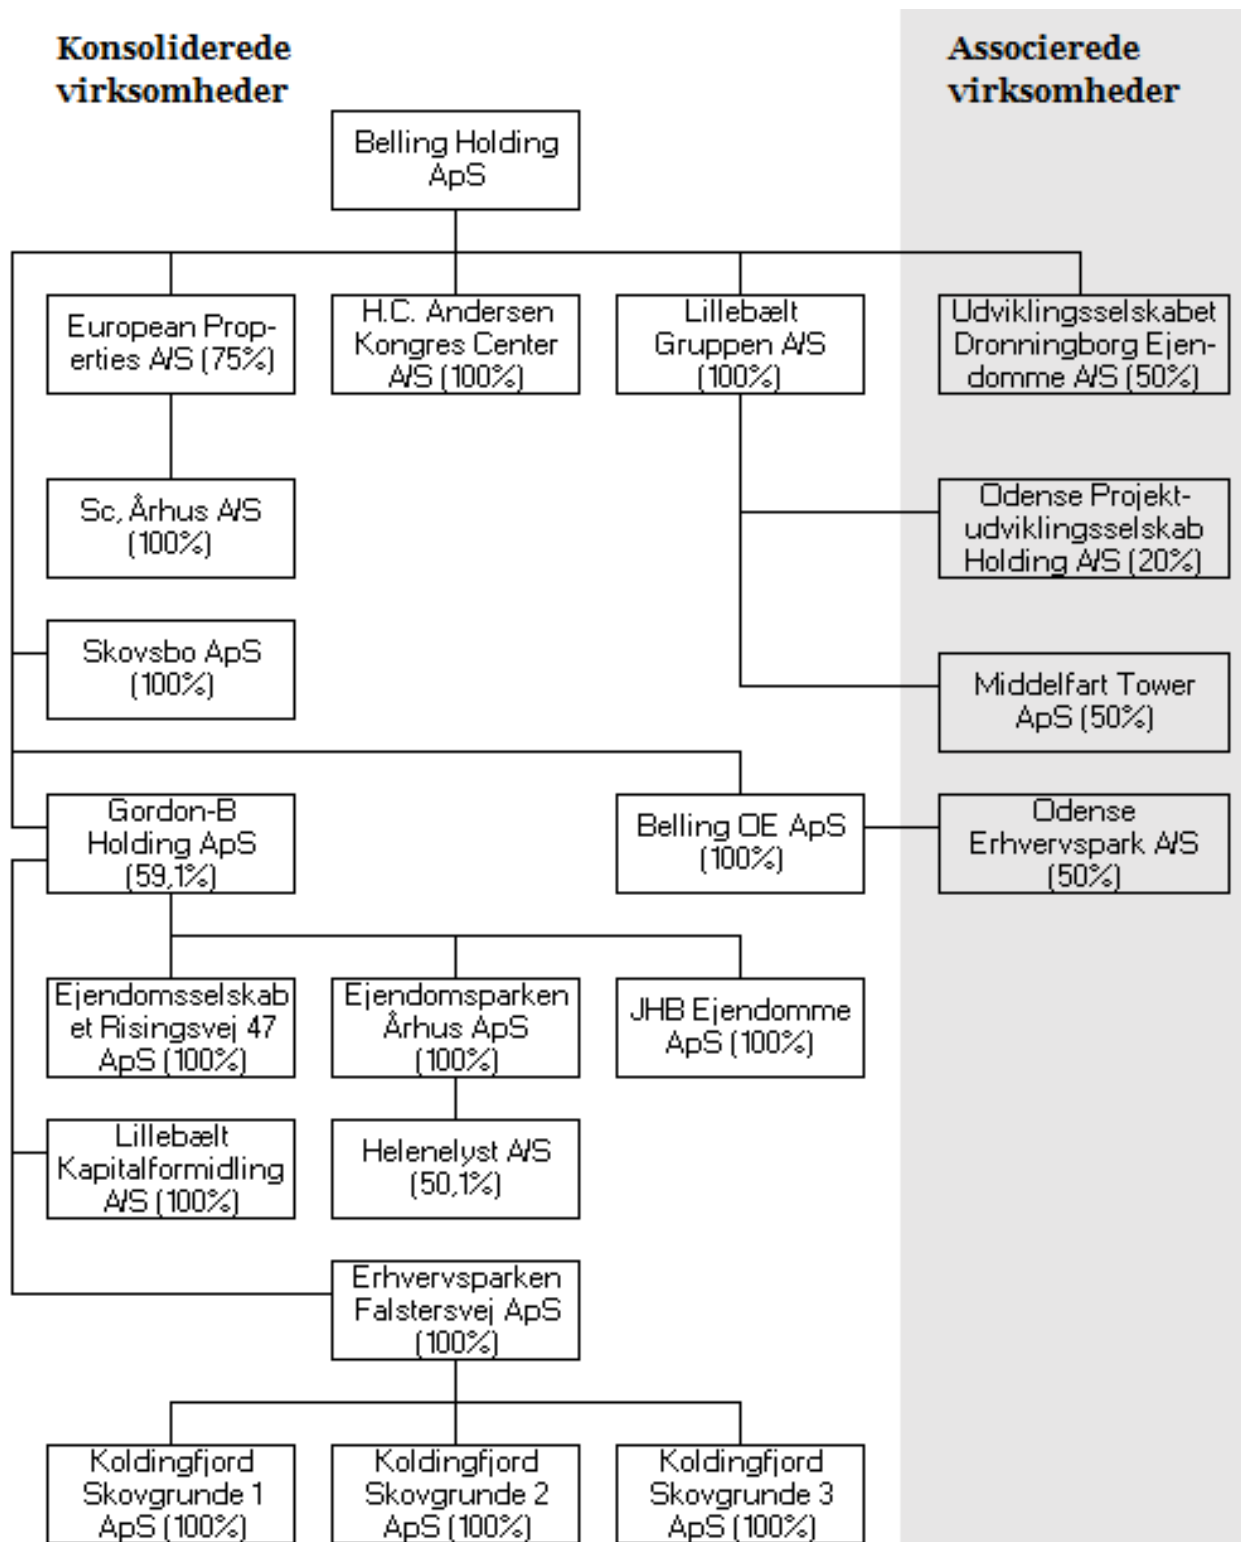 Konsoliderede
virksomheder
Associerede
virksomheder
Belling Holding
ApS
European Prop-
erties A/S (75%)
H.C. Andersen
Kongres Center
A/S (100%)
Lillebælt
Gruppen A/S
(100%)
Udviklingsselskabet
Dronningborg Ejen-
domme A/S (50%)
Sc, Århus A/S
(100%)
Odense Projekt-
udviklingsselskab
Holding A/S (20%)
Skovsbo ApS
(100%)
Middelfart Tower
ApS (50%)
Gordon-B
Holding ApS
(59,1%)
Belling OE ApS
(100%)
Odense
Erhvervspark A/S
(50%)
Ejendomsselskab
et Risingsvej 47
ApS (100%)
Ejendomsparken
Århus ApS
(100%)
JHB Ejendomme
ApS (100%)
Lillebælt
Kapitalformidling
A/S (100%)
Helenelyst A/S
(50,1%)
Erhvervsparken
Falstersvej ApS
(100%)
Koldingfjord
Skovgrunde 1
ApS (100%)
Koldingfjord
Skovgrunde 2
ApS (100%)
Koldingfjord
Skovgrunde 3
ApS (100%)